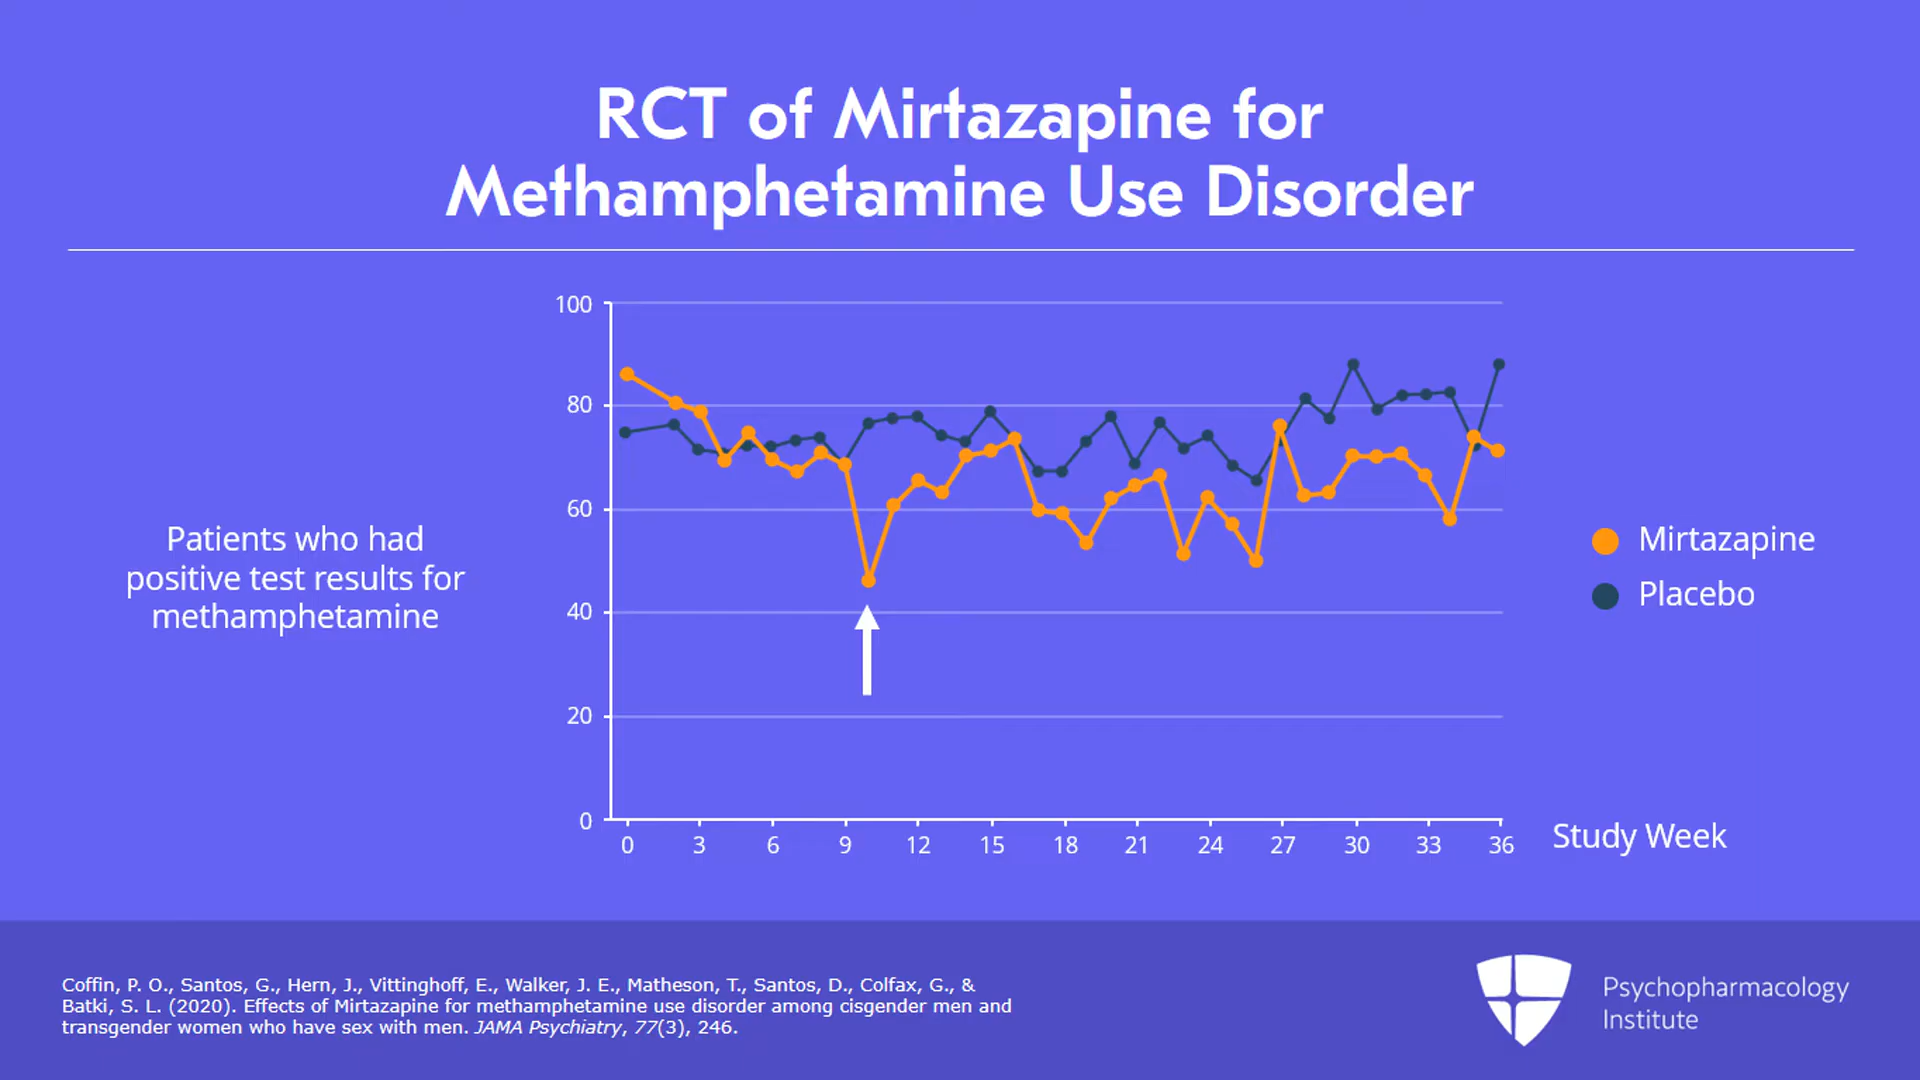 RCT of Mirtazapine for
Methamphetamine Use Disorder
Patients who had
positive test results for
methamphetamine
100
80
60
40
20
0
0 3 6 9 12 15 18 21 24 27 30 33 36
Study Week
Mirtazapine
Placebo
Coffin, P. O., Santos, G., Hern, J., Vittinghoff, E., Walker, J. E., Matheson, T., Santos, D., Colfax, G., &
Batki, S. L. (2020). Effects of Mirtazapine for methamphetamine use disorder among cisgender men and
transgender women who have sex with men. JAMA Psychiatry, 77(3), 246.
Psychopharmacology
Institute